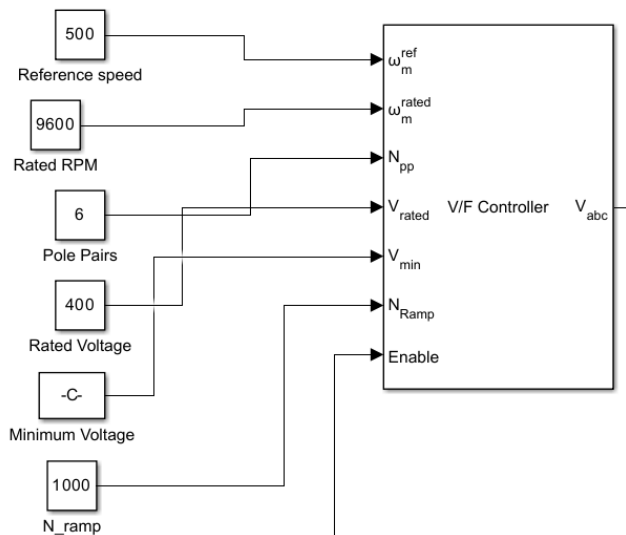 500
Reference speed
9600
Rated RPM
6
Pole Pairs
400
Rated Voltage
-C-
Minimum Voltage
1000
N_ramp
ω_m^ref
ω_m^rated
N_pp
V_rated
V_min
N_Ramp
Enable
V/F Controller
V_abc